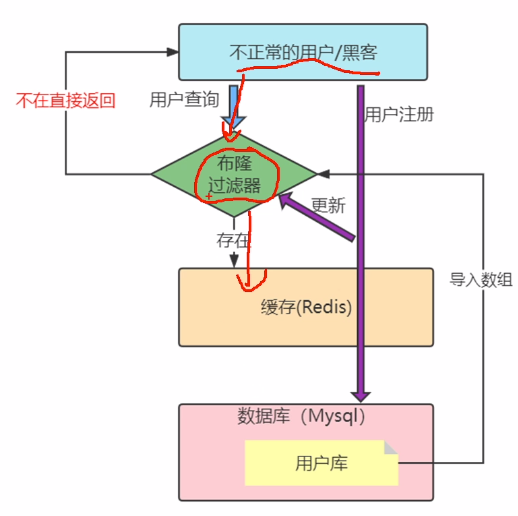 不正常的用户/黑客
不在直接返回
用户查询
用户注册
布隆
过滤器
更新
存在
导入数组
缓存(Redis)
数据库（Mysql）
用户库